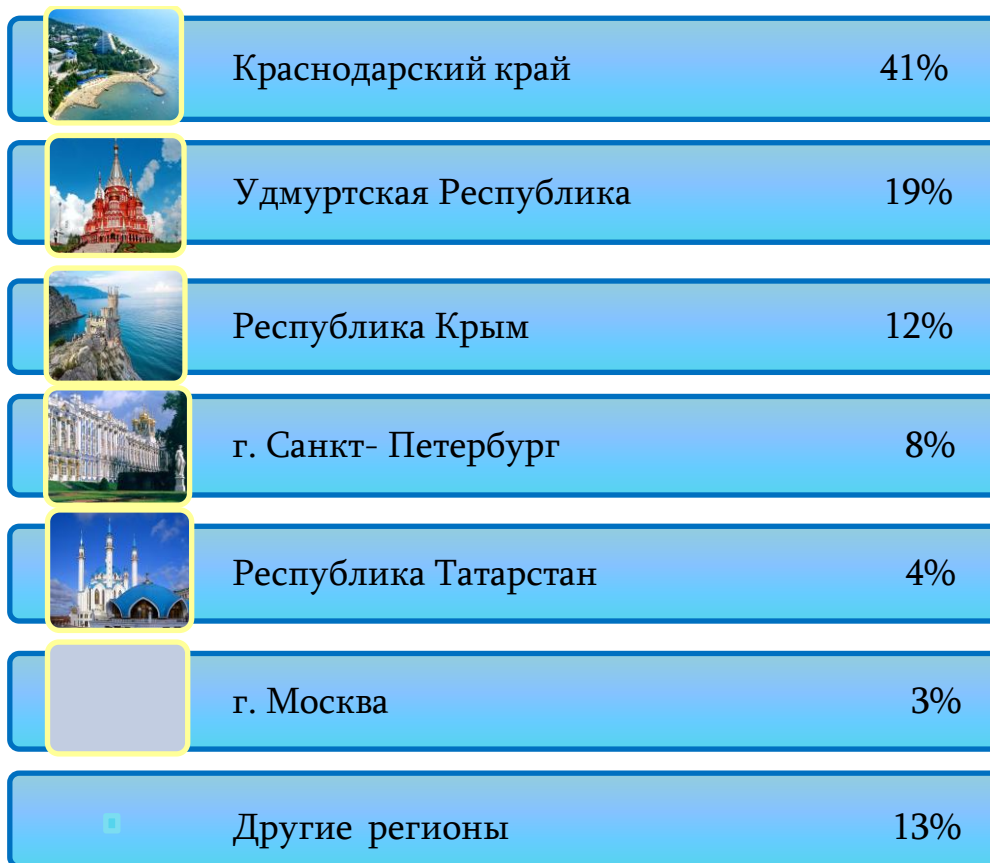 Краснодарский край 41%
Удмуртская Республика 19%
Республика Крым 12%
г. Санкт- Петербург 8%
Республика Татарстан 4%
г. Москва 3%
Другие регионы 13%